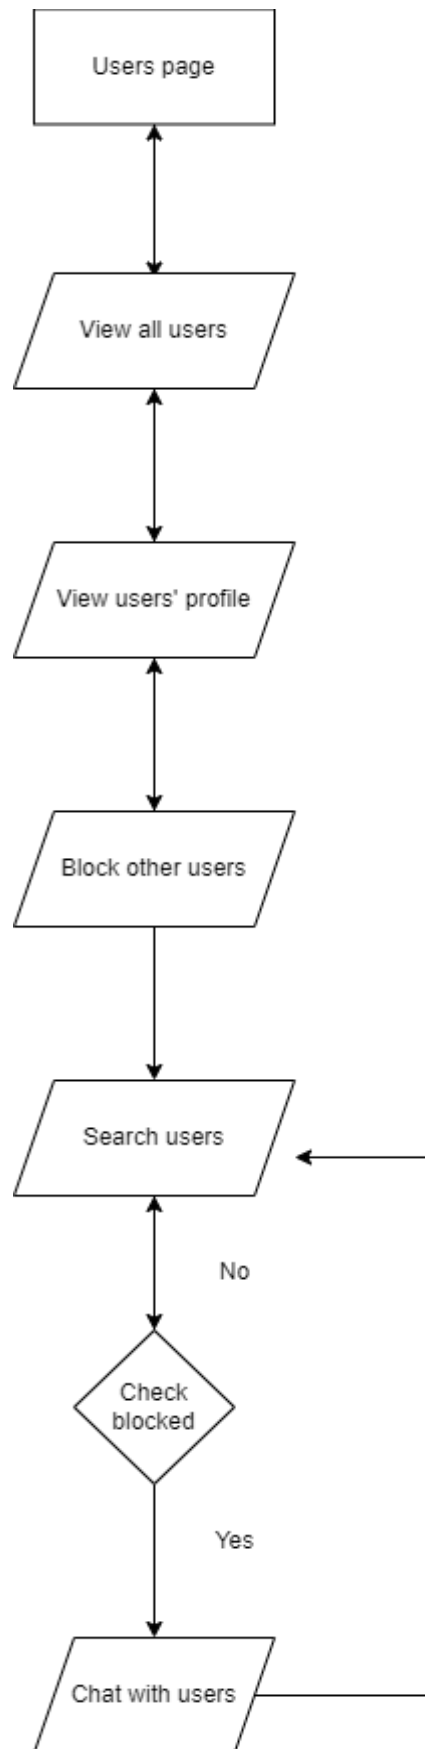 Users page
View all users
View users' profile
Block other users
Search users
No
Check
blocked
Yes
Chat with users